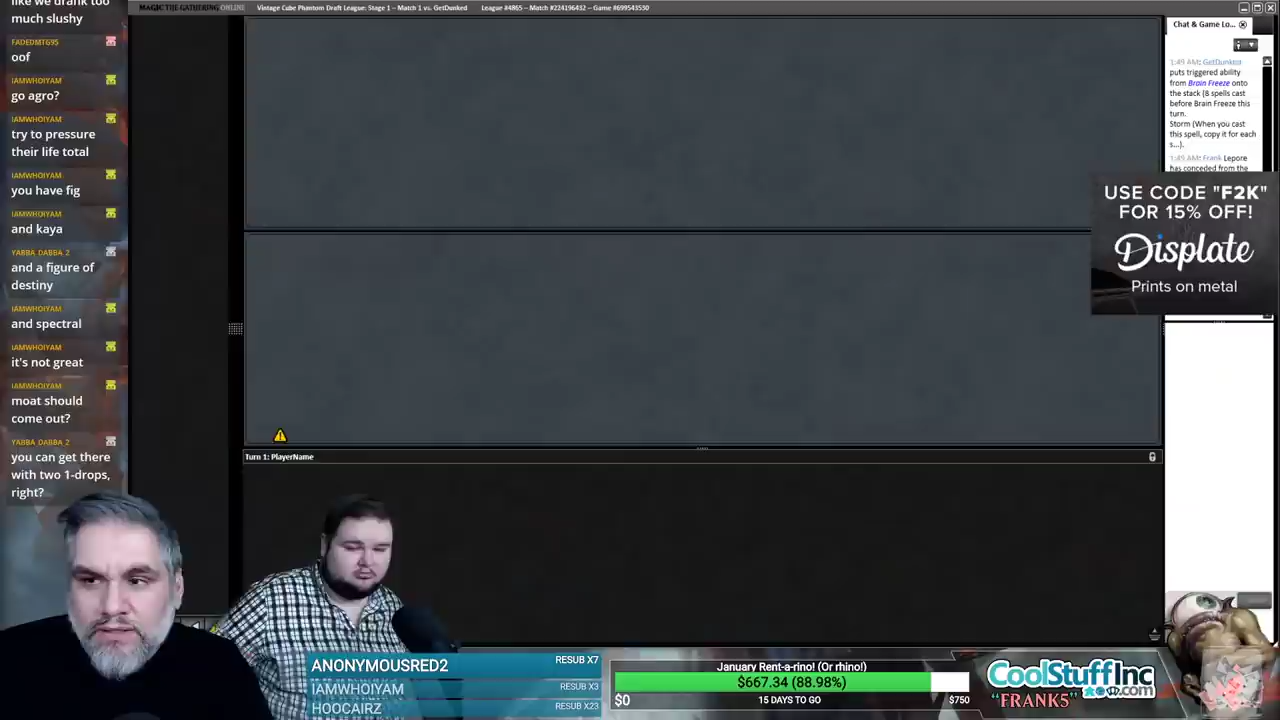 like we drank too
much slushy
FADEDMTG95
oof
IAMWHOIYAM
go agro?
IAMWHOIYAM
try to pressure
their life total
IAMWHOIYAM
you have fig
IAMWHOIYAM
and kaya
YABBA_DABBA_2
and a figure of
destiny
IAMWHOIYAM
and spectral
IAMWHOIYAM
it's not great
IAMWHOIYAM
moat should
come out?
YABBA_DABBA_2
you can get there
with two 1-drops,
right?
MAGIC THE GATHERING ONLINE
Vintage Cube Phantom Draft League: Stage 1 – Match 1 vs. GetDunked
League #4865 – Match #224196432 – Game #699543530
Chat & Game Lo...
1:49 AM: GetDunked
puts triggered ability
from Brain Freeze onto
the stack (8 spells cast
before Brain Freeze this
turn.
Storm (When you cast
this spell, copy it for each
s...).
1:49 AM: Frank Lepore
has conceded from the
USE CODE "F2K"
FOR 15% OFF!
Displate
Prints on metal
Turn 1: PlayerName
ANONYMOUSRED2 RESUB X7
IAMWHOIYAM RESUB X3
HOOCAIRZ RESUB X23
January Rent-a-rino! (Or rhino!)
$667.34 (88.98%)
$0 15 DAYS TO GO $750
CoolStuffInc
.com
"FRANK5"